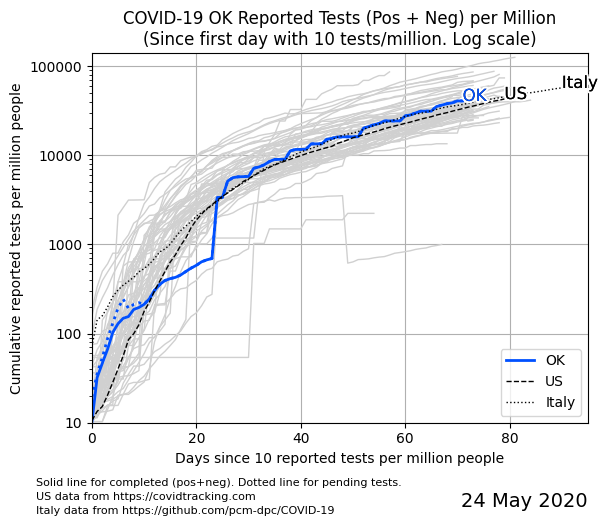 COVID-19 OK Reported Tests (Pos + Neg) per Million
(Since first day with 10 tests/million. Log scale)
Cumulative reported tests per million people
100000
10000
1000
100
10
0
20
40
60
80
Days since 10 reported tests per million people
OK
US
Italy
OK
US
Italy
Solid line for completed (pos+neg). Dotted line for pending tests.
US data from https://covidtracking.com
Italy data from https://github.com/pcm-dpc/COVID-19
24 May 2020